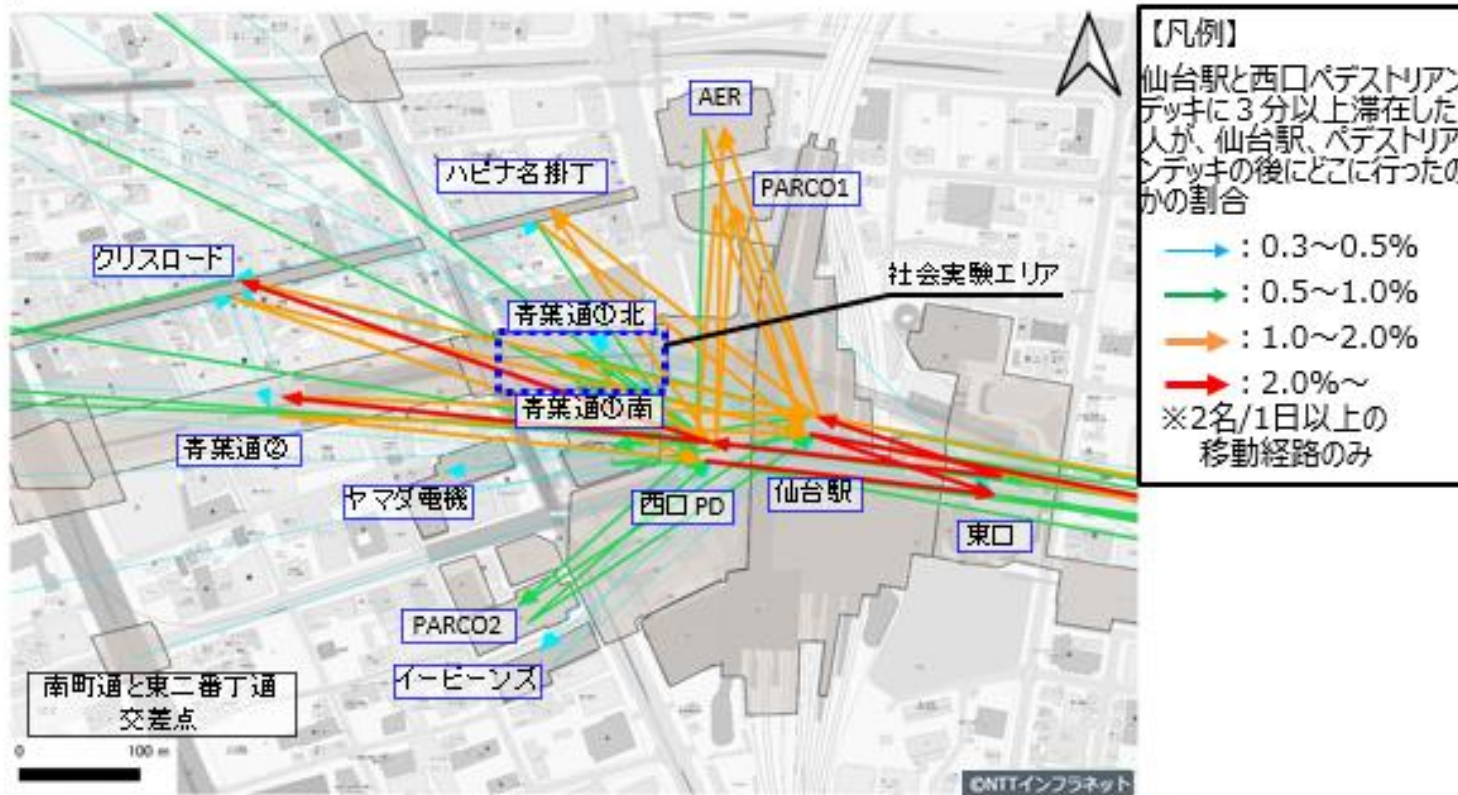 AER
ハピナ名掛丁
PARCO1
クリスロード
社会実験エリア
青葉通①北
青葉通①南
青葉通②
ヤマダ電機
西口 PD
仙台駅
東口
PARCO2
イービーンズ
南町通と東二番丁通
交差点
0 100 m
©NTTインフラネット
【凡例】
仙台駅と西口ペデストリアン
デッキに３分以上滞在した
人が、仙台駅、ペデストリア
ンデッキの後にどこに行ったの
かの割合
：0.3～0.5%
：0.5～1.0%
：1.0～2.0%
：2.0%～
※2名/1日以上の
移動経路のみ